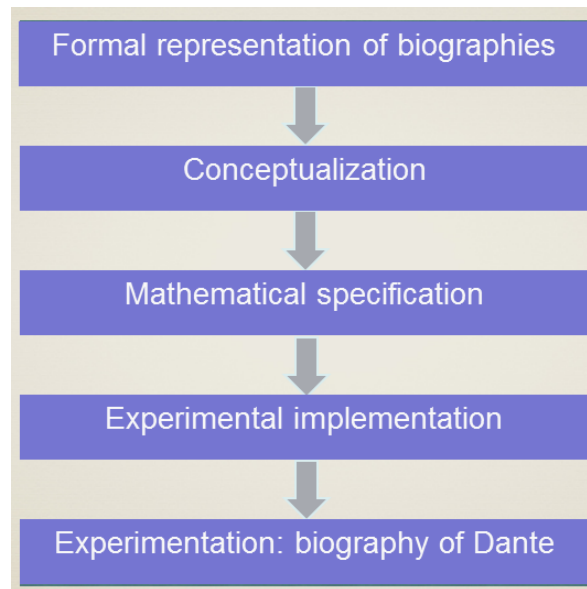 Formal representation of biographies
Conceptualization
Mathematical specification
Experimental implementation
Experimentation: biography of Dante